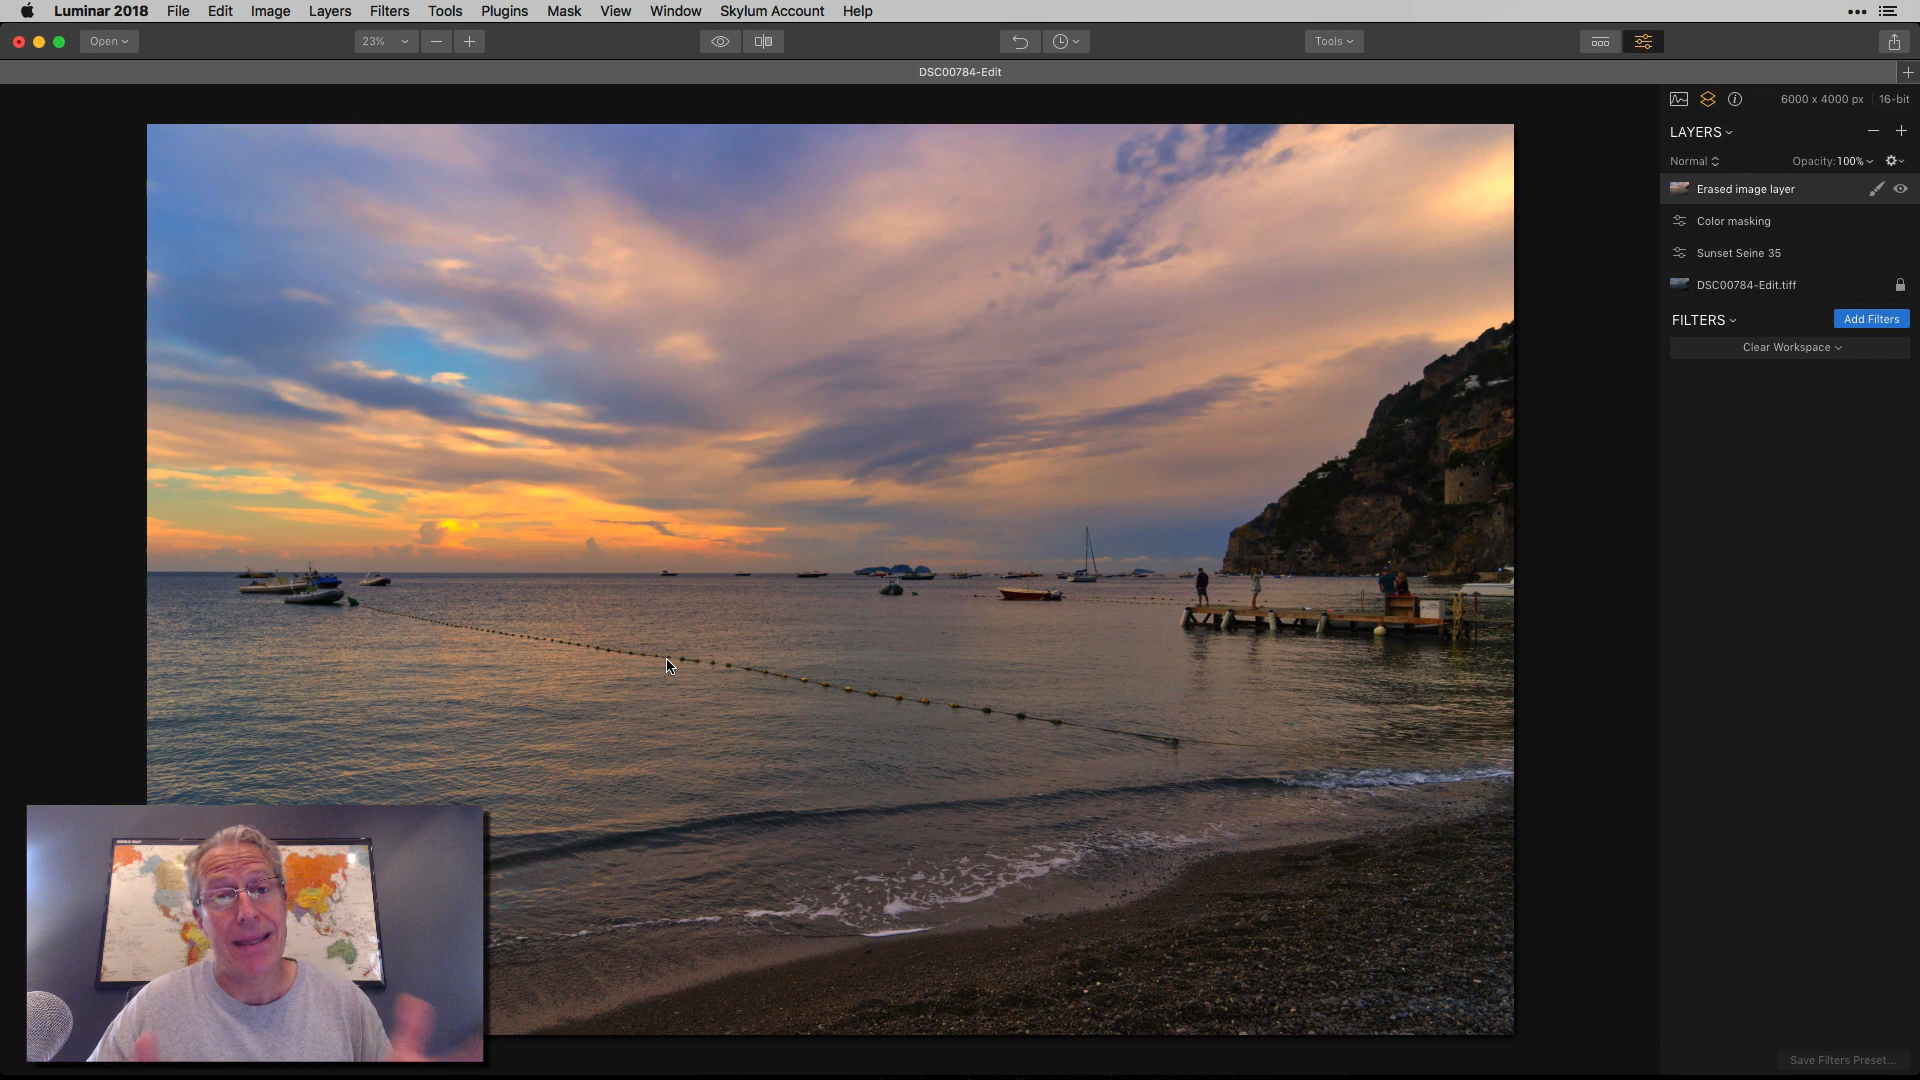 Luminar 2018 File Edit Image Layers Filters Tools Plugins Mask View Window Skylum Account Help
Open 23% Tools
DSC00784-Edit
6000 x 4000 px 16-bit
LAYERS
Normal Opacity: 100%
Erased image layer
Color masking
Sunset Seine 35
DSC00784-Edit.tiff
FILTERS Add Filters
Clear Workspace
Save Filters Preset...